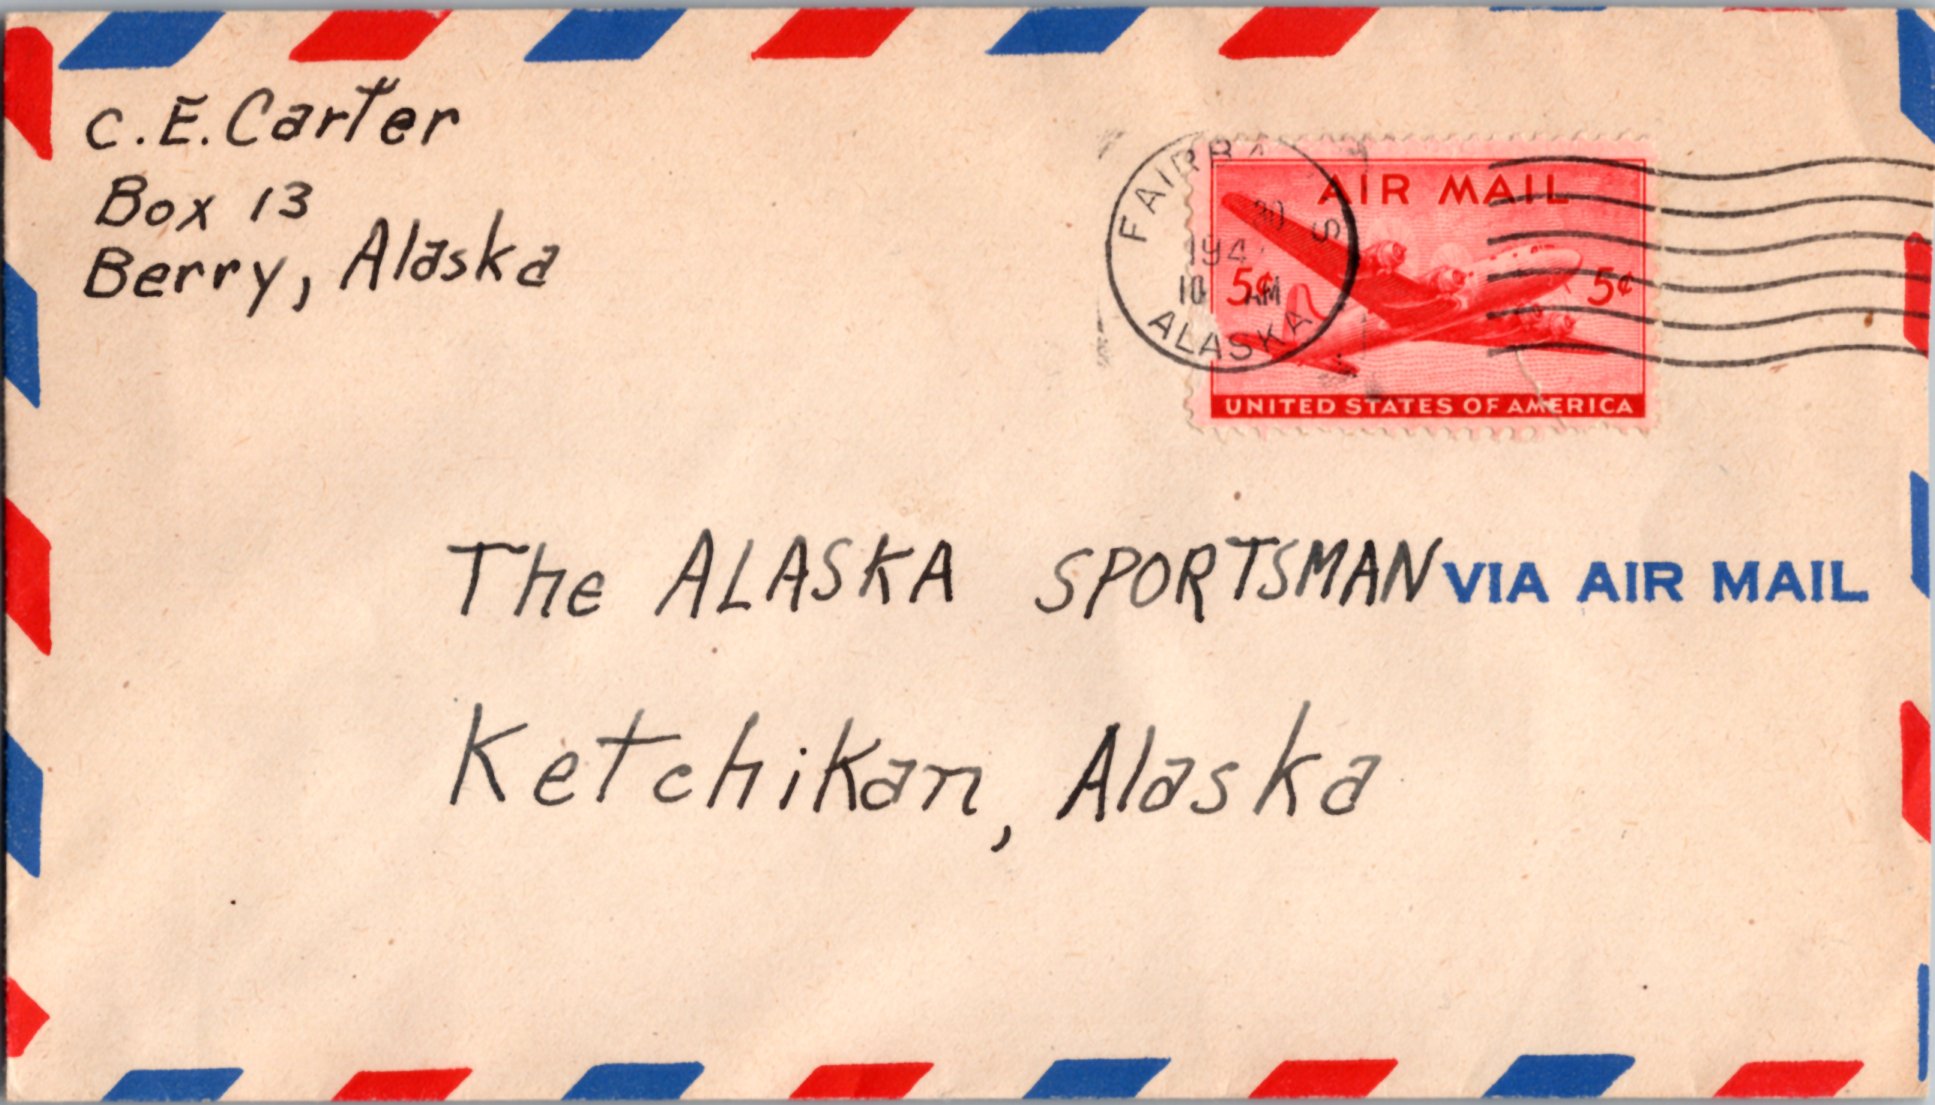 C. E. Carter
Box 13
Berry, Alaska
AIR MAIL
5¢ 5¢
UNITED STATES OF AMERICA
10 AM
ALASKA
The ALASKA SPORTSMAN
VIA AIR MAIL
Ketchikan, Alaska